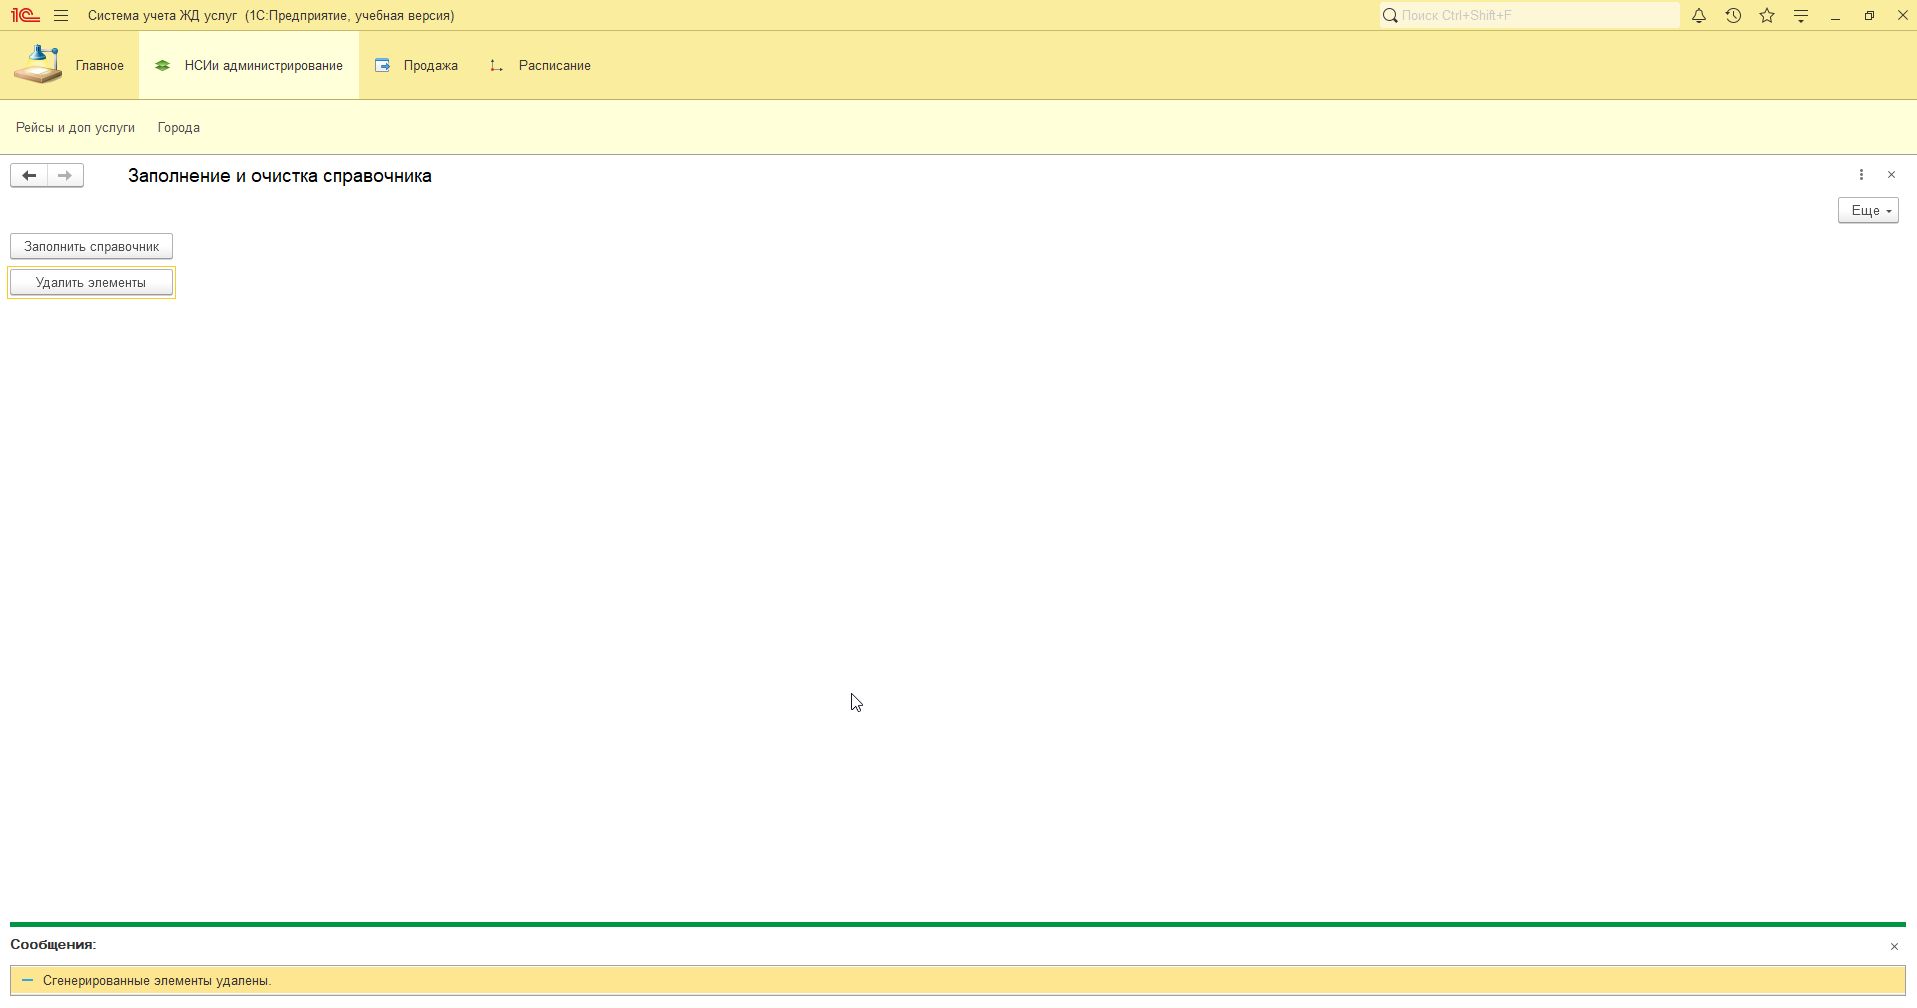 1С Система учета ЖД услуг (1С:Предприятие, учебная версия) Поиск Ctrl+Shift+F
Главное НСИи администрирование Продажа Расписание
Рейсы и доп услуги Города
Заполнение и очистка справочника
Еще
Заполнить справочник
Удалить элементы
Сообщения:
Сгенерированные элементы удалены.